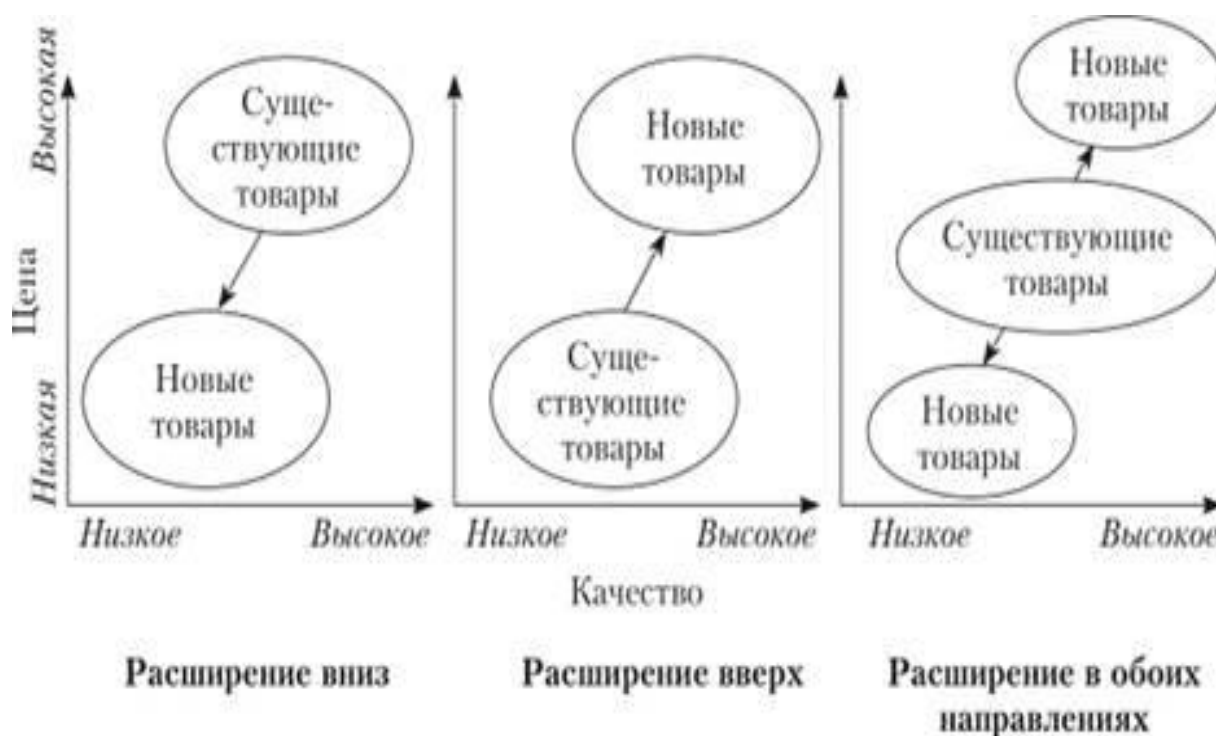 Цена
Высокая
Низкая
Суще-
ствующие
товары
Новые
товары
Низкое
Высокое
Новые
товары
Суще-
ствующие
товары
Низкое
Высокое
Новые
товары
Существующие
товары
Новые
товары
Низкое
Высокое
Качество
Расширение вниз
Расширение вверх
Расширение в обоих
направлениях